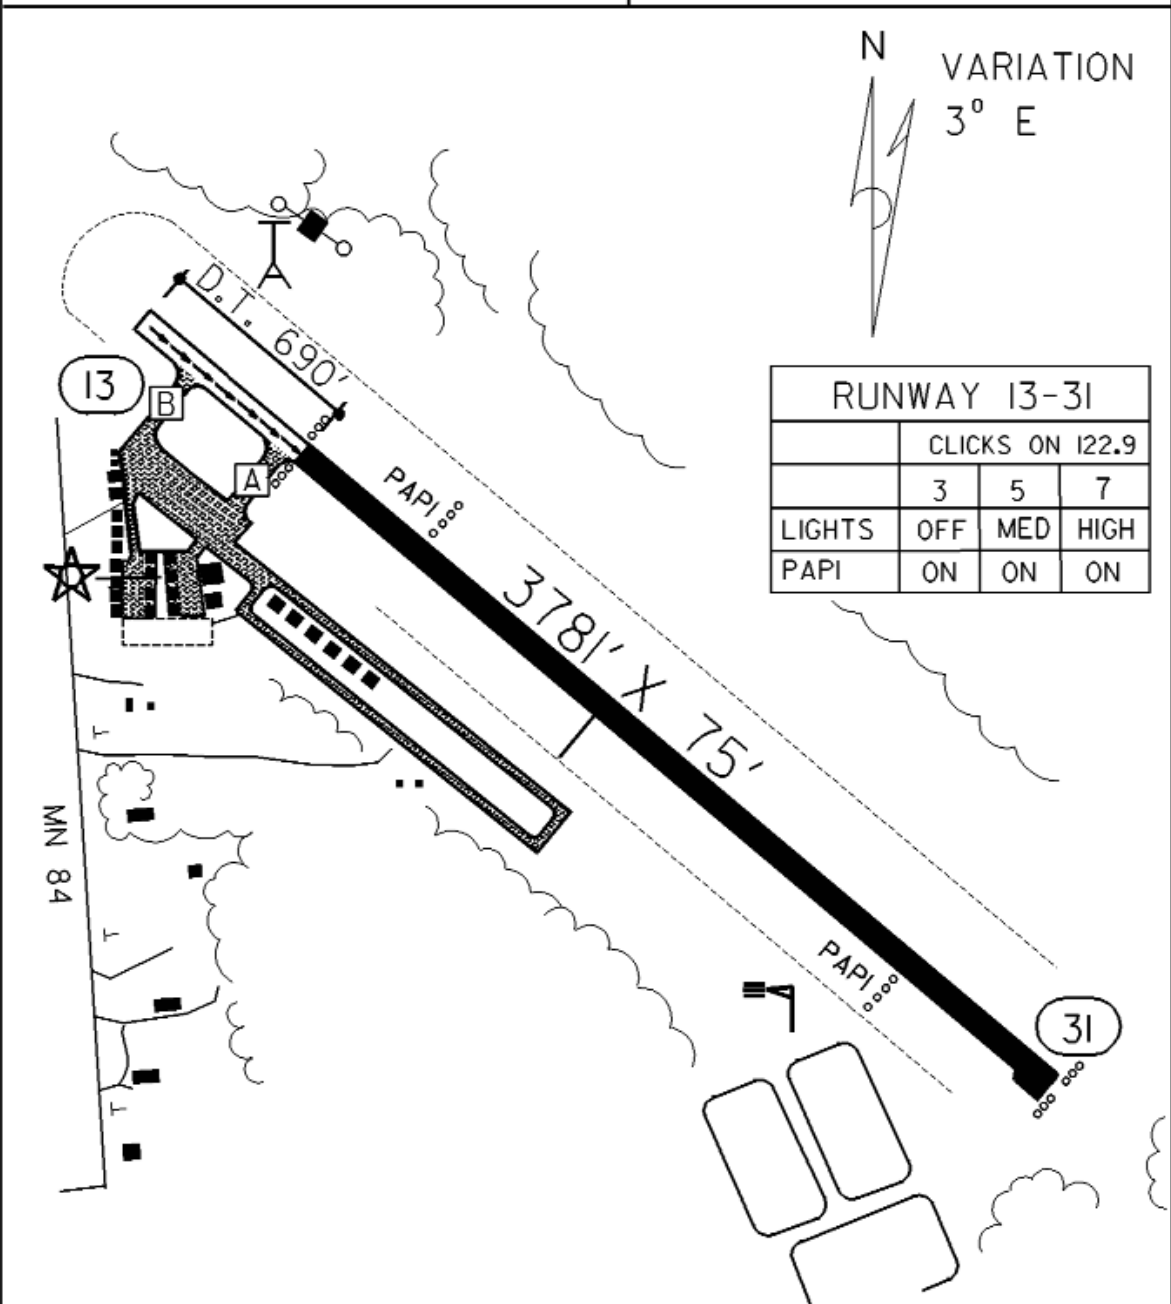 N
VARIATION
3° E
D.T. 690'
13
B
A
PAPI
RUNWAY 13-31
CLICKS ON 122.9
3 5 7
LIGHTS OFF MED HIGH
PAPI ON ON ON
3781' X 75'
MN 84
T
T
T
PAPI
31